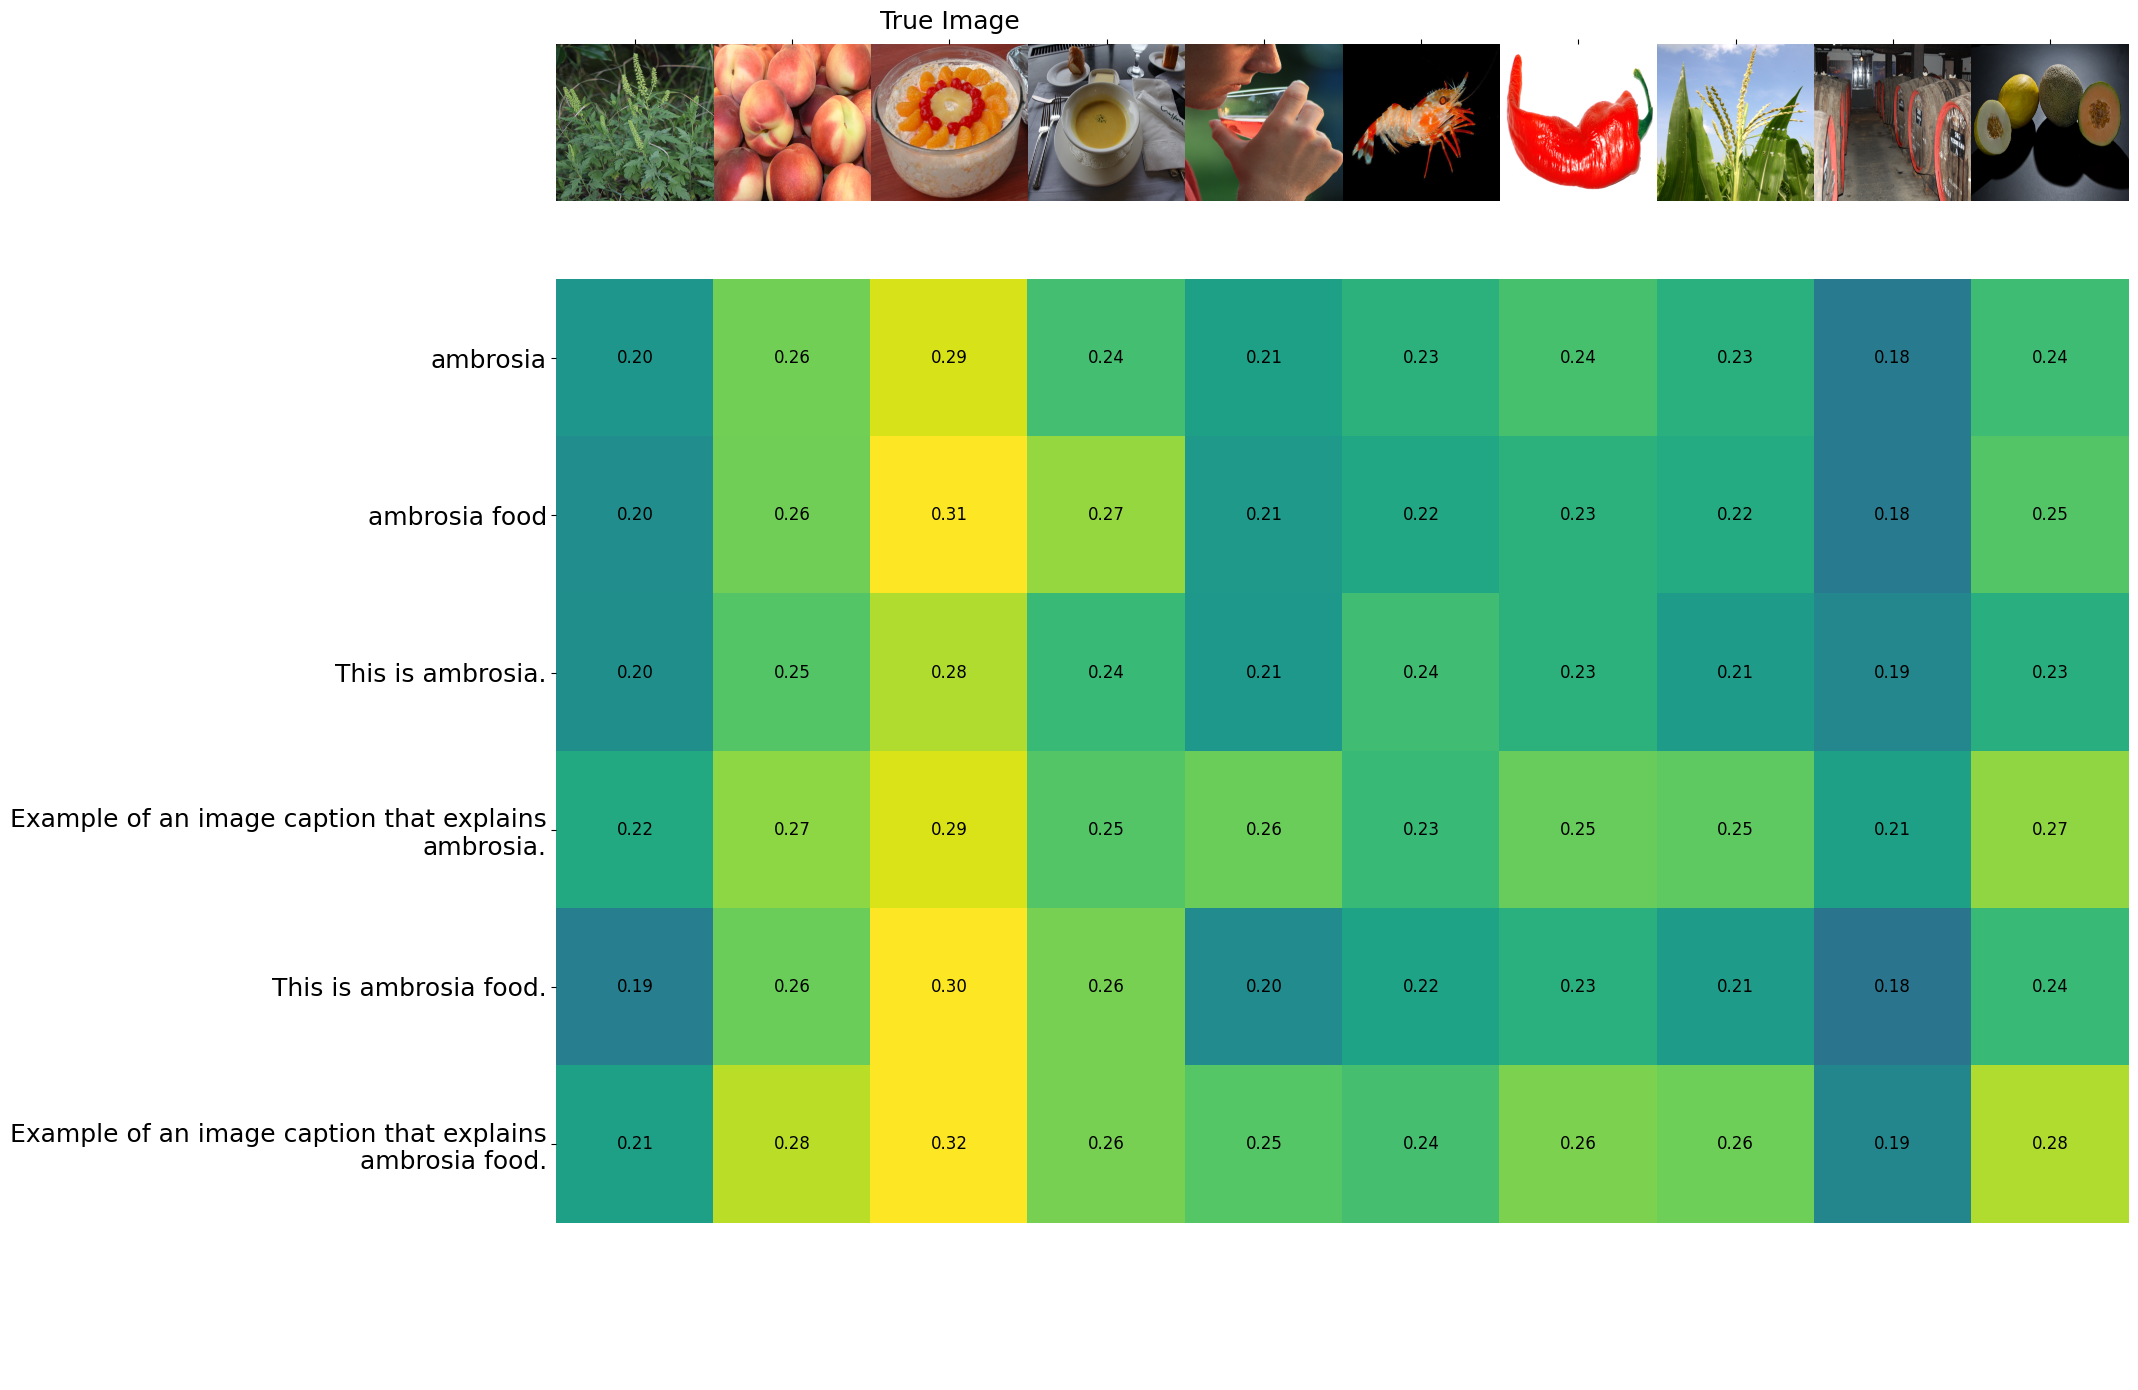 True Image
ambrosia
0.20 0.26 0.29 0.24 0.21 0.23 0.24 0.23 0.18 0.24
ambrosia food
0.20 0.26 0.31 0.27 0.21 0.22 0.23 0.22 0.18 0.25
This is ambrosia.
0.20 0.25 0.28 0.24 0.21 0.24 0.23 0.21 0.19 0.23
Example of an image caption that explains
ambrosia.
0.22 0.27 0.29 0.25 0.26 0.23 0.25 0.25 0.21 0.27
This is ambrosia food.
0.19 0.26 0.30 0.26 0.20 0.22 0.23 0.21 0.18 0.24
Example of an image caption that explains
ambrosia food.
0.21 0.28 0.32 0.26 0.25 0.24 0.26 0.26 0.19 0.28